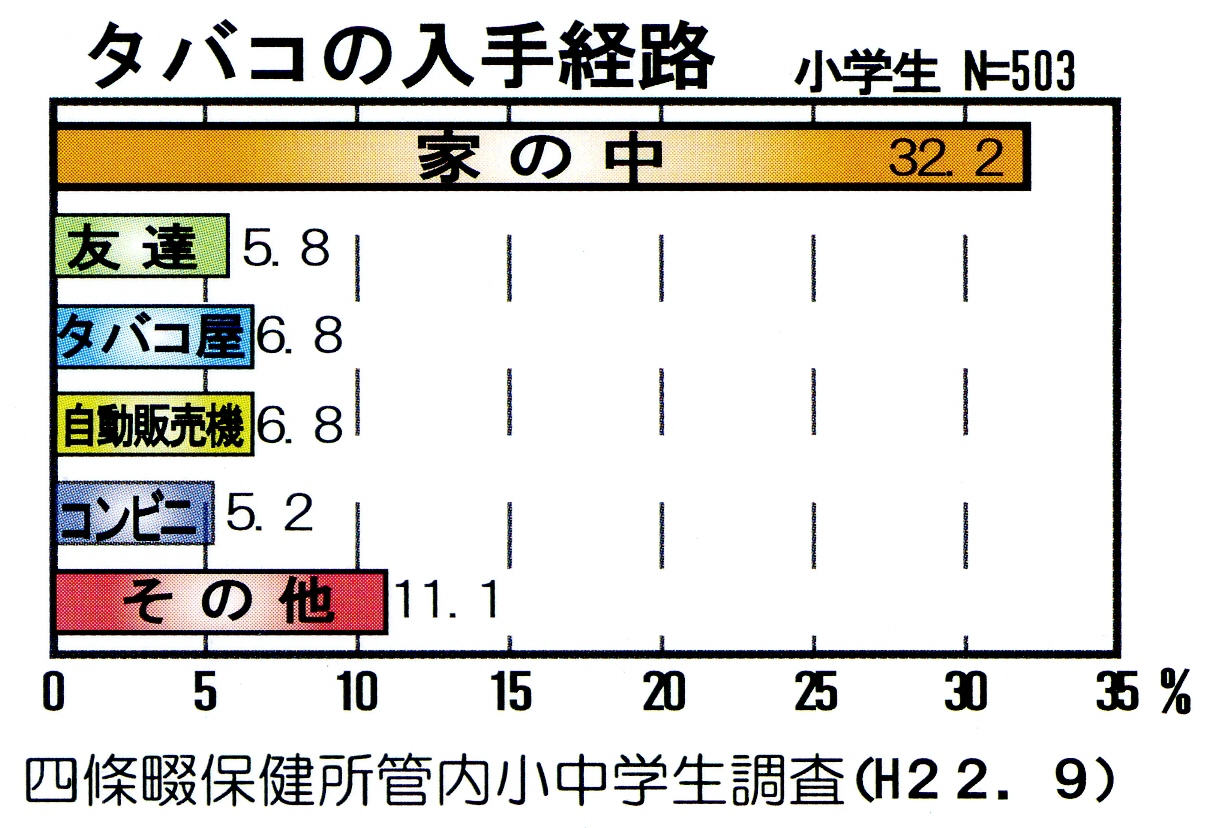 タバコの入手経路 小学生 N=503
家の中 32.2
友達 5.8
タバコ屋 6.8
自動販売機 6.8
コンビニ 5.2
その他 11.1
0 5 10 15 20 25 30 35 %
四條畷保健所管内小中学生調査(H22.9)